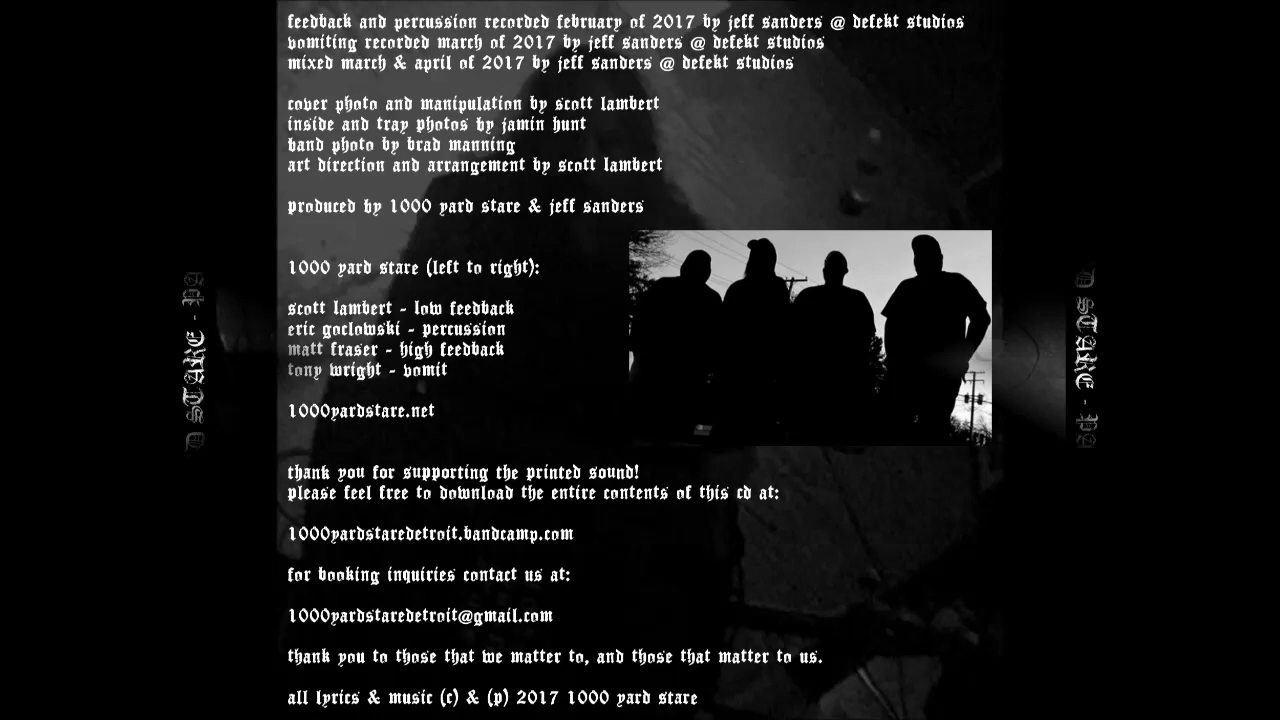 feedback and percussion recorded february of 2017 by jeff sanders @ defekt studios
vomiting recorded march of 2017 by jeff sanders @ defekt studios
mixed march & april of 2017 by jeff sanders @ defekt studios
cover photo and manipulation by scott lambert
inside and tray photos by jamin hunt
band photo by brad manning
art direction and arrangement by scott lambert
produced by 1000 yard stare & jeff sanders
1000 yard stare (left to right):
scott lambert - low feedback
eric goclowski - percussion
matt fraser - high feedback
tony wright - vomit
1000yardstare.net
thank you for supporting the printed sound!
please feel free to download the entire contents of this cd at:
1000yardstaredetroit.bandcamp.com
for booking inquiries contact us at:
1000yardstaredetroit@gmail.com
thank you to those that we matter to, and those that matter to us.
all lyrics & music (c) & (p) 2017 1000 yard stare
D STARE -
D STARE -